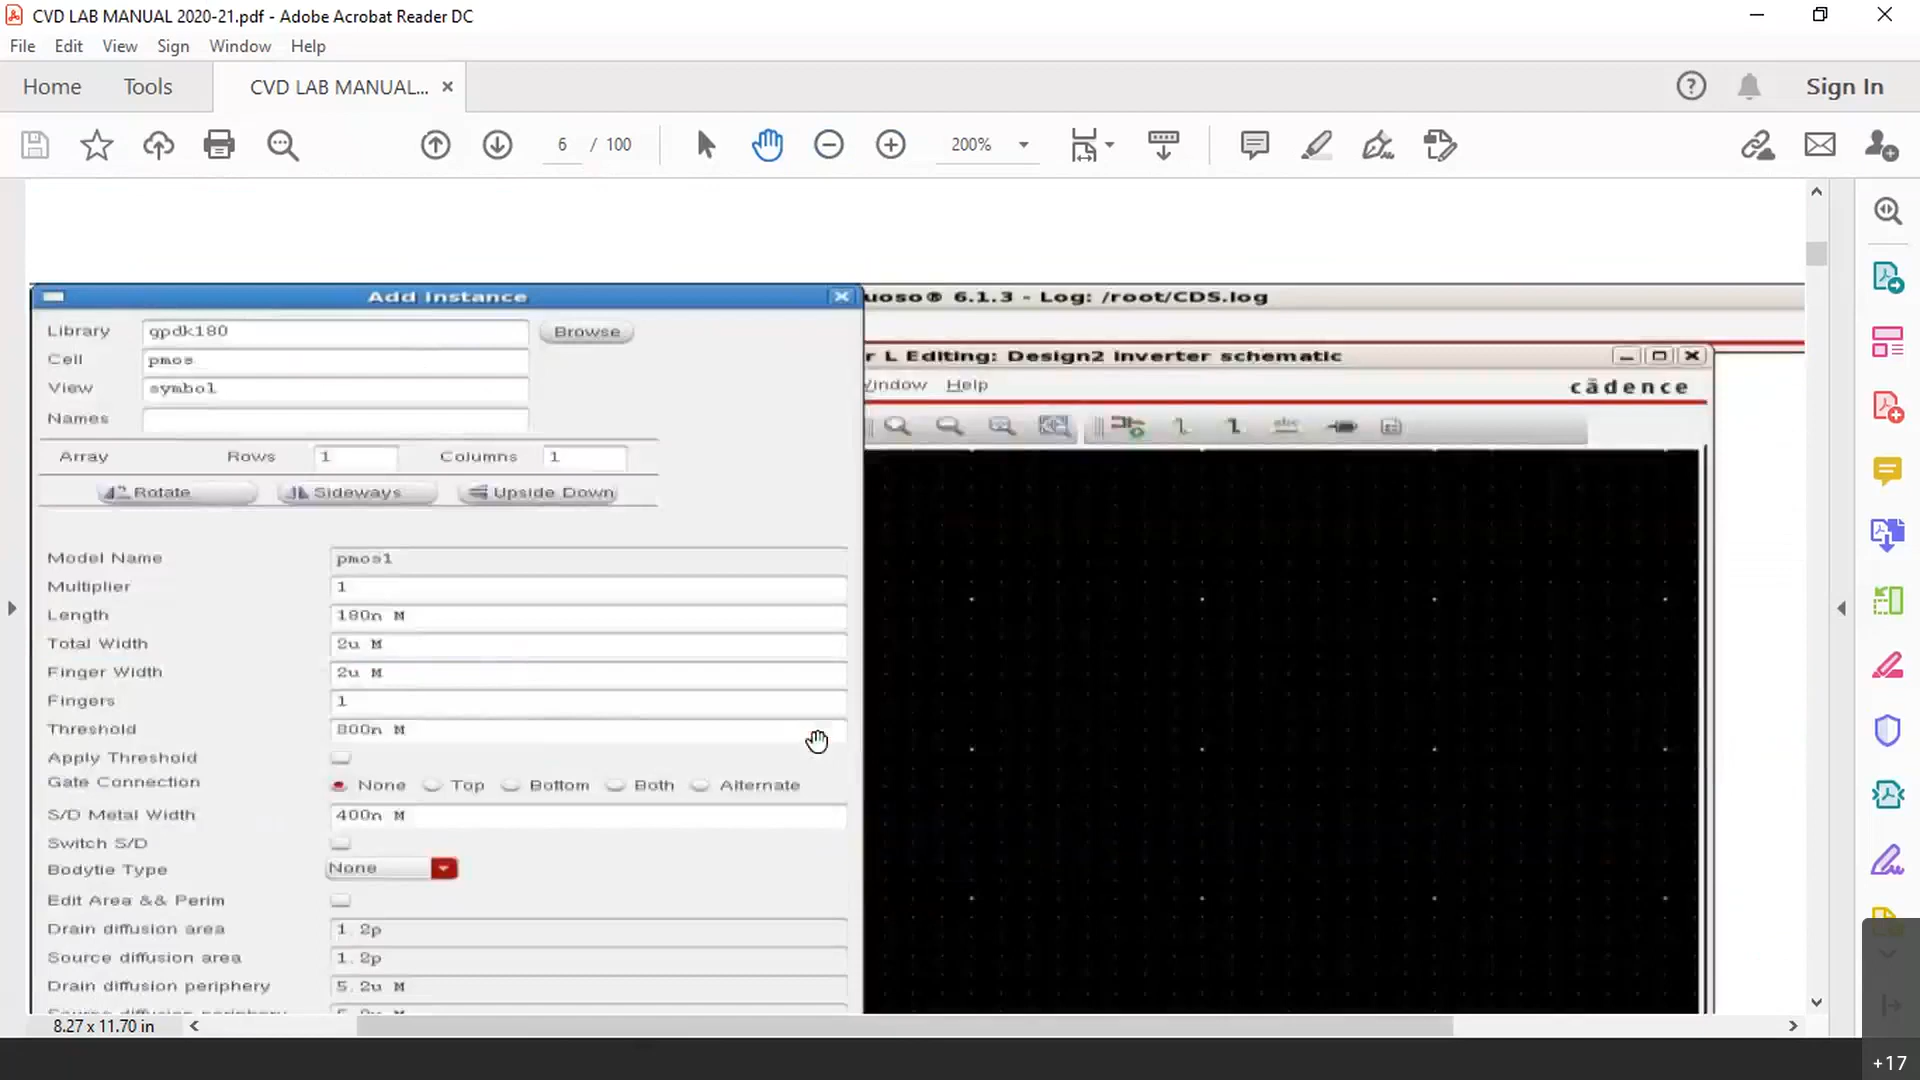 CVD LAB MANUAL 2020-21.pdf - Adobe Acrobat Reader DC
File Edit View Sign Window Help
Home Tools CVD LAB MANUAL... × Sign In
6 / 100 200%
Add Instance
uoso® 6.1.3 - Log: /root/CDS.log
Library gpdk180 Browse
Cell pmos
r L Editing: Design2 inverter schematic
View symbol
Window Help cādence
Names
Array Rows 1 Columns 1
Rotate Sideways Upside Down
Model Name pmos1
Multiplier 1
Length 180n M
Total Width 2u M
Finger Width 2u M
Fingers 1
Threshold 800n M
Apply Threshold
Gate Connection None Top Bottom Both Alternate
S/D Metal Width 400n M
Switch S/D
Bodytie Type None
Edit Area && Perim
Drain diffusion area 1.2p
Source diffusion area 1.2p
Drain diffusion periphery 5.2u M
8.27 x 11.70 in
+17